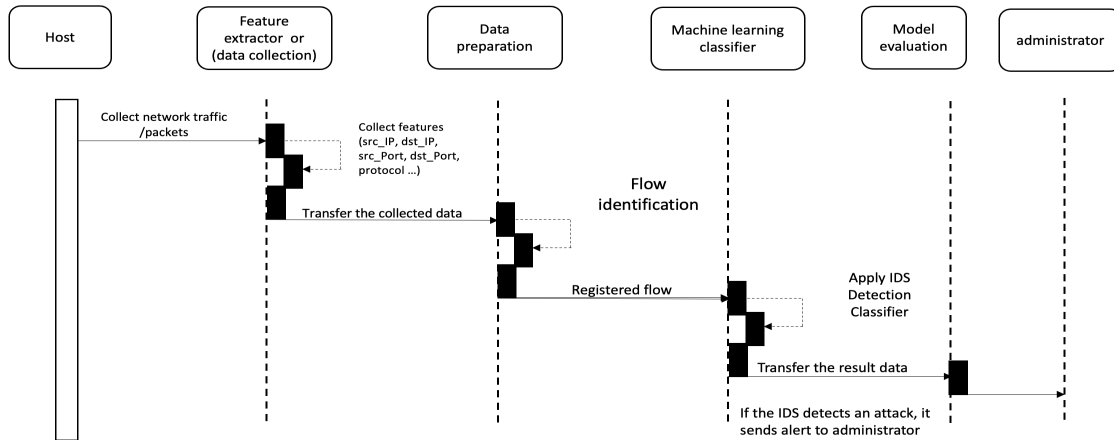 Host
Feature
extractor or
(data collection)
Data
preparation
Machine learning
classifier
Model
evaluation
administrator
Collect network traffic
/packets
Collect features
(src_IP, dst_IP,
src_Port, dst_Port,
protocol ...)
Transfer the collected data
Flow
identification
Registered flow
Apply IDS
Detection
Classifier
Transfer the result data
If the IDS detects an attack, it
sends alert to administrator